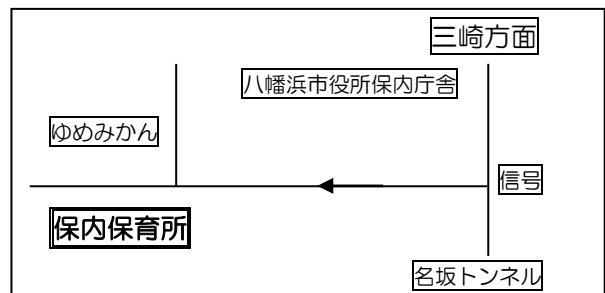 三崎方面
八幡浜市役所保内庁舎
ゆめみかん
信号
保内保育所
名坂トンネル